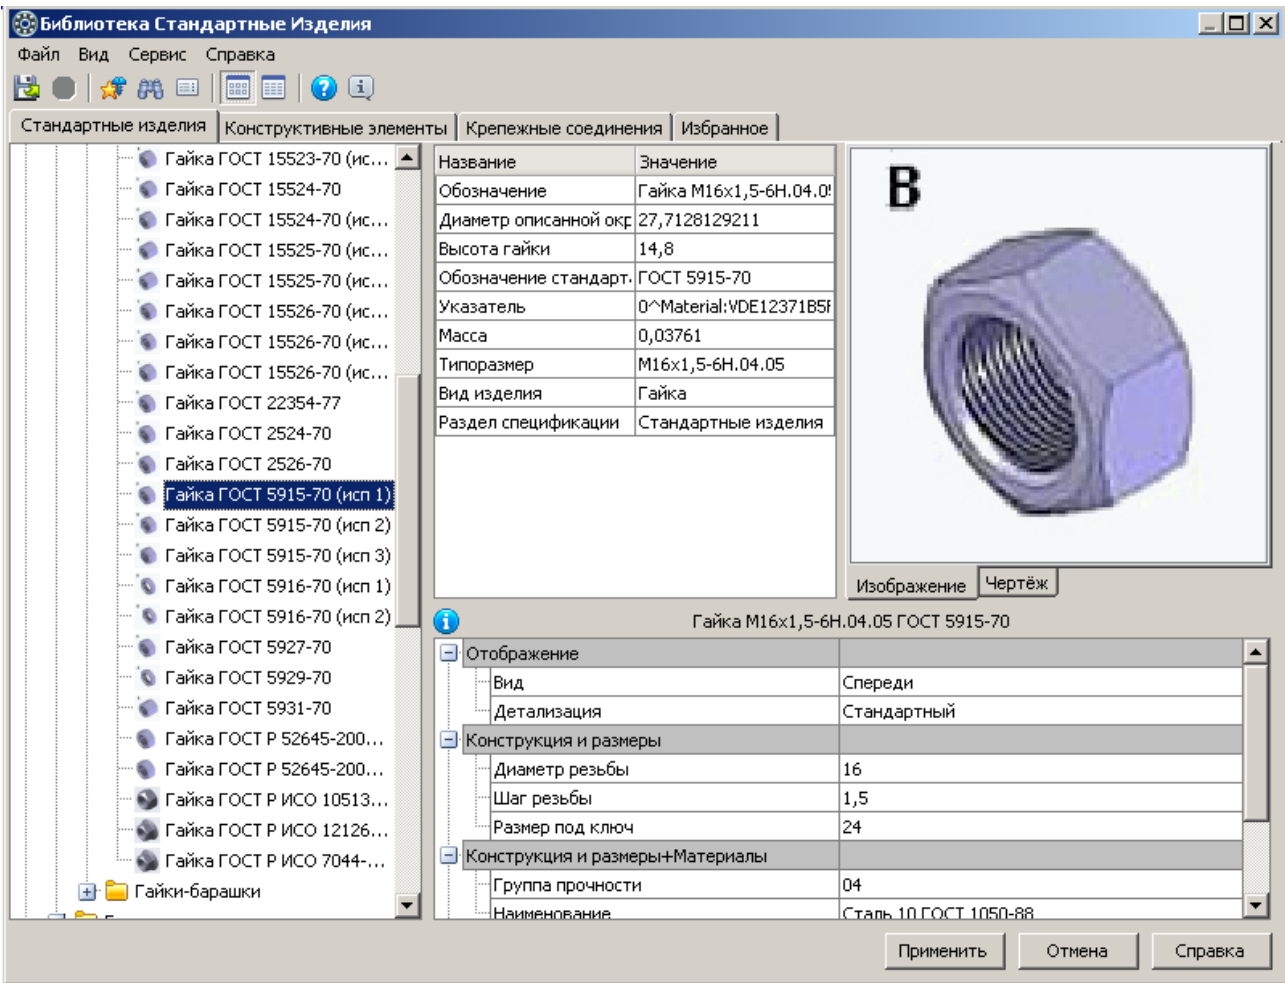 Библиотека Стандартные Изделия
Файл Вид Сервис Справка
Стандартные изделия Конструктивные элементы Крепежные соединения Избранное
Гайка ГОСТ 15523-70 (ис...
Гайка ГОСТ 15524-70
Гайка ГОСТ 15524-70 (ис...
Гайка ГОСТ 15525-70 (ис...
Гайка ГОСТ 15525-70 (ис...
Гайка ГОСТ 15526-70 (ис...
Гайка ГОСТ 15526-70 (ис...
Гайка ГОСТ 15526-70 (ис...
Гайка ГОСТ 22354-77
Гайка ГОСТ 2524-70
Гайка ГОСТ 2526-70
Гайка ГОСТ 5915-70 (исп 1)
Гайка ГОСТ 5915-70 (исп 2)
Гайка ГОСТ 5915-70 (исп 3)
Гайка ГОСТ 5916-70 (исп 1)
Гайка ГОСТ 5916-70 (исп 2)
Гайка ГОСТ 5927-70
Гайка ГОСТ 5929-70
Гайка ГОСТ 5931-70
Гайка ГОСТ Р 52645-200...
Гайка ГОСТ Р 52645-200...
Гайка ГОСТ Р ИСО 10513...
Гайка ГОСТ Р ИСО 12126...
Гайка ГОСТ Р ИСО 7044-...
Гайки-барашки
Название Значение
Обозначение Гайка М16х1,5-6Н.04.05
Диаметр описанной окр 27,7128129211
Высота гайки 14,8
Обозначение стандарт. ГОСТ 5915-70
Указатель 0^Material:VDE12371B5F
Масса 0,03761
Типоразмер М16х1,5-6Н.04.05
Вид изделия Гайка
Раздел спецификации Стандартные изделия
В
Изображение Чертёж
Гайка М16х1,5-6Н.04.05 ГОСТ 5915-70
Отображение
Вид Спереди
Детализация Стандартный
Конструкция и размеры
Диаметр резьбы 16
Шаг резьбы 1,5
Размер под ключ 24
Конструкция и размеры+Материалы
Группа прочности 04
Наименование Сталь 10 ГОСТ 1050-88
Применить Отмена Справка